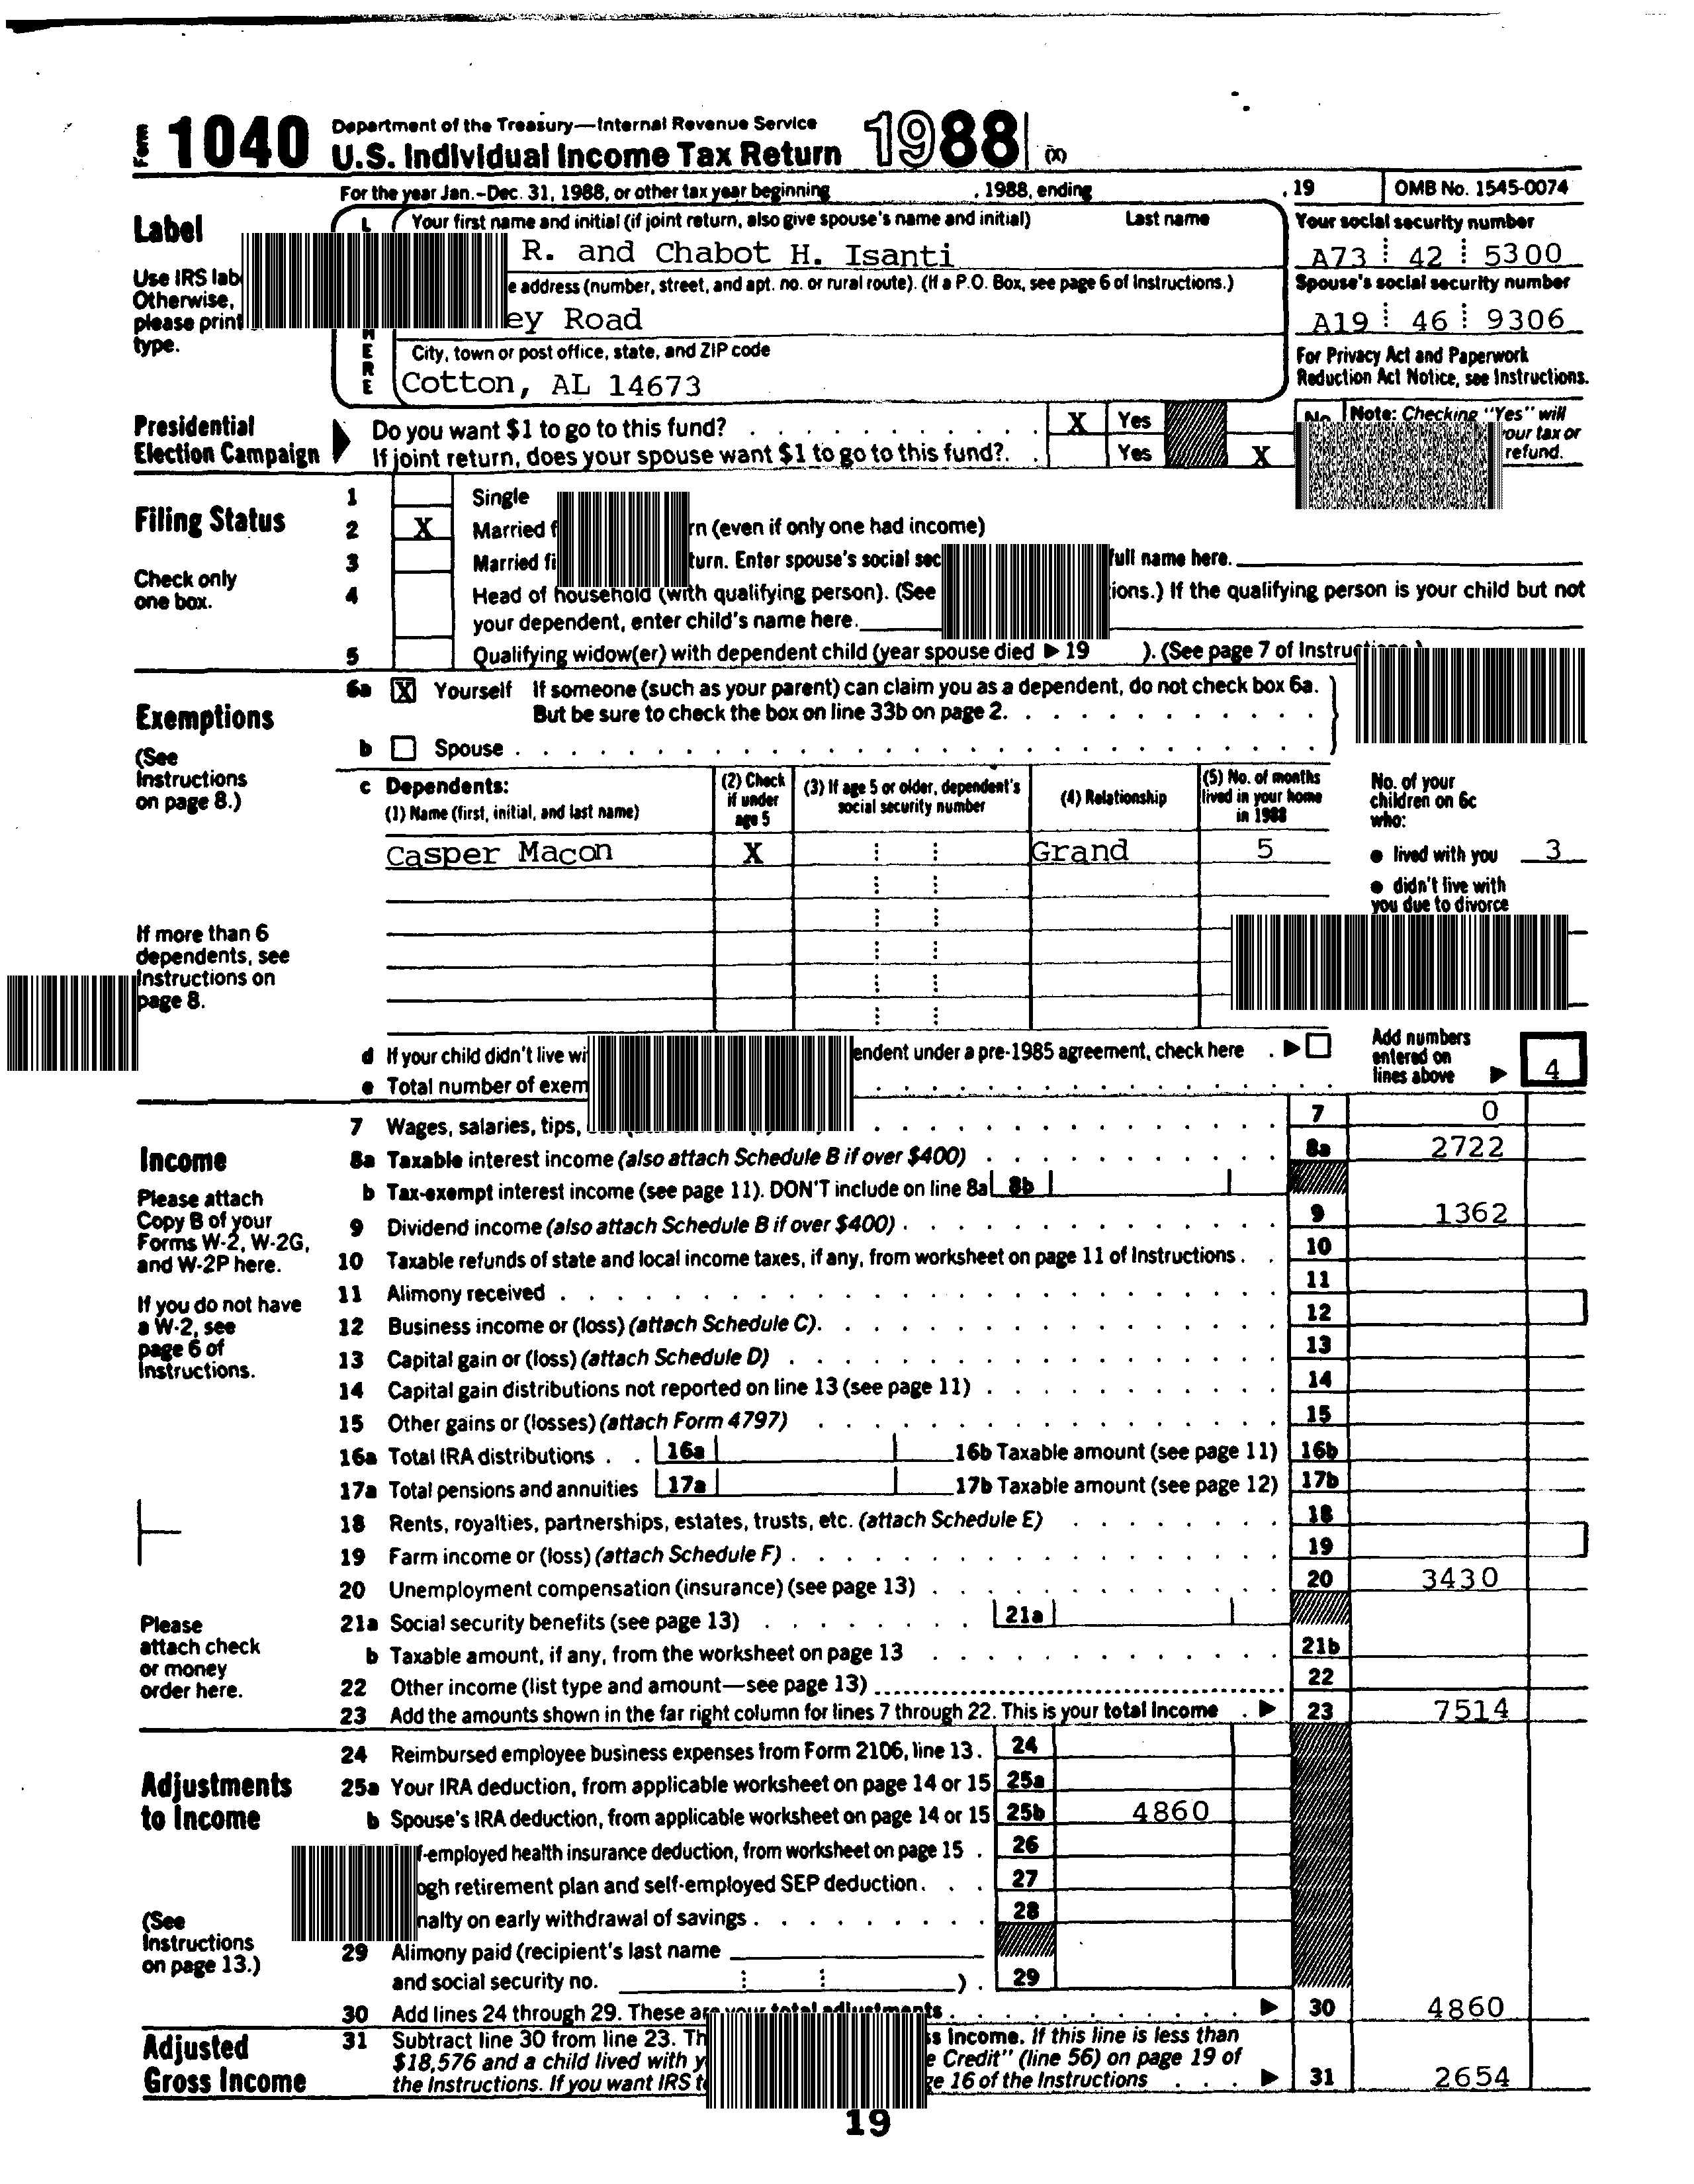 Form 1040 Department of the Treasury—Internal Revenue Service
U.S. Individual Income Tax Return 1988 (X)
For the year Jan.-Dec. 31, 1988, or other tax year beginning , 1988, ending , 19 OMB No. 1545-0074
Label
Use IRS
Otherwise,
please print
type.
L
HERE
Your first name and initial (if joint return, also give spouse's name and initial) Last name
R. and Chabot H. Isanti
address (number, street, and apt. no. or rural route). (If a P.O. Box, see page 6 of Instructions.)
Road
City, town or post office, state, and ZIP code
Cotton, AL 14673
Your social security number
A73 42 5300
Spouse's social security number
A19 46 9306
For Privacy Act and Paperwork
Reduction Act Notice, see Instructions.
Presidential
Election Campaign
Do you want $1 to go to this fund? X Yes No
If joint return, does your spouse want $1 to go to this fund?. Yes X
Note: Checking "Yes" will
your tax or
refund.
Filing Status
Check only
one box.
1 Single
2 X Married (even if only one had income)
3 Married Enter spouse's social full name here.
4 Head of household (with qualifying person). (See If the qualifying person is your child but not
your dependent, enter child's name here.
5 Qualifying widow(er) with dependent child (year spouse died ▶ 19 ). (See page 7 of
Exemptions
(See
Instructions
on page 8.)
6a X Yourself If someone (such as your parent) can claim you as a dependent, do not check box 6a.
But be sure to check the box on line 33b on page 2.
b Spouse
c Dependents:
(1) Name (first, initial, and last name)
(2) Check
if under
age 5
(3) If age 5 or older, dependent's
social security number
(4) Relationship
(5) No. of months
lived in your home
in 1988
Casper Macon X Grand 5
No. of your
children on 6c
who:
● lived with you 3
● didn't live with
you due to divorce
If more than 6
dependents, see
Instructions on
page 8.
d If your child didn't live under a pre-1985 agreement, check here . ▶
e Total number of
Add numbers
entered on
lines above ▶ 4
Income
Please attach
Copy B of your
Forms W-2, W-2G,
and W-2P here.
If you do not have
a W-2, see
page 6 of
Instructions.
Please
attach check
or money
order here.
7 Wages, salaries, tips, 7 0
8a Taxable interest income (also attach Schedule B if over $400) 8a 2722
b Tax-exempt interest income (see page 11). DON'T include on line 8a 8b
9 Dividend income (also attach Schedule B if over $400) 9 1362
10 Taxable refunds of state and local income taxes, if any, from worksheet on page 11 of Instructions 10
11 Alimony received 11
12 Business income or (loss) (attach Schedule C). 12
13 Capital gain or (loss) (attach Schedule D) 13
14 Capital gain distributions not reported on line 13 (see page 11) 14
15 Other gains or (losses) (attach Form 4797) 15
16a Total IRA distributions 16a 16b Taxable amount (see page 11) 16b
17a Total pensions and annuities 17a 17b Taxable amount (see page 12) 17b
18 Rents, royalties, partnerships, estates, trusts, etc. (attach Schedule E) 18
19 Farm income or (loss) (attach Schedule F) 19
20 Unemployment compensation (insurance) (see page 13) 20 3430
21a Social security benefits (see page 13) 21a
b Taxable amount, if any, from the worksheet on page 13 21b
22 Other income (list type and amount—see page 13) 22
23 Add the amounts shown in the far right column for lines 7 through 22. This is your total income ▶ 23 7514
Adjustments
to Income
(See
Instructions
on page 13.)
24 Reimbursed employee business expenses from Form 2106, line 13. 24
25a Your IRA deduction, from applicable worksheet on page 14 or 15 25a
b Spouse's IRA deduction, from applicable worksheet on page 14 or 15 25b 4860
f-employed health insurance deduction, from worksheet on page 15 . 26
retirement plan and self-employed SEP deduction. 27
on early withdrawal of savings 28
29 Alimony paid (recipient's last name
and social security no. ) . 29
30 Add lines 24 through 29. These are your total adjustments ▶ 30 4860
Adjusted
Gross Income
31 Subtract line 30 from line 23. Income. If this line is less than
$18,576 and a child lived with Credit" (line 56) on page 19 of
the Instructions. If you want IRS 16 of the Instructions ▶ 31 2654
19